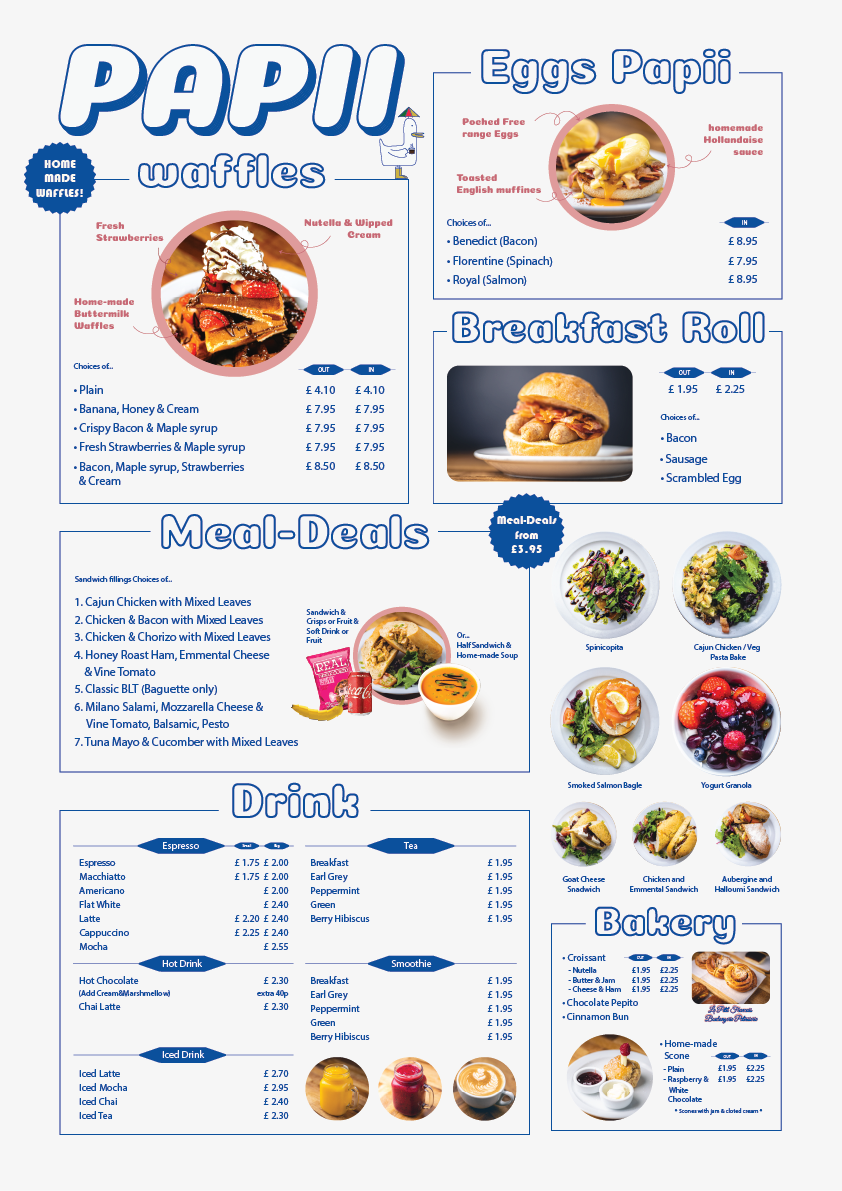 PAPII
HOME
MADE
WAFFLES!
waffles
Fresh
Strawberries
Nutella & Wipped
Cream
Home-made
Buttermilk
Waffles
Choices of...
OUT IN
• Plain £ 4.10 £ 4.10
• Banana, Honey & Cream £ 7.95 £ 7.95
• Crispy Bacon & Maple syrup £ 7.95 £ 7.95
• Fresh Strawberries & Maple syrup £ 7.95 £ 7.95
• Bacon, Maple syrup, Strawberries £ 8.50 £ 8.50
& Cream
Eggs Papii
Poched Free
range Eggs
homemade
Hollandaise
sauce
Toasted
English muffines
Choices of...
IN
• Benedict (Bacon) £ 8.95
• Florentine (Spinach) £ 7.95
• Royal (Salmon) £ 8.95
Breakfast Roll
OUT IN
£ 1.95 £ 2.25
Choices of...
• Bacon
• Sausage
• Scrambled Egg
Meal-Deals
Meal-Deals
from
£3.95
Sandwich fillings Choices of...
1. Cajun Chicken with Mixed Leaves
2. Chicken & Bacon with Mixed Leaves
3. Chicken & Chorizo with Mixed Leaves
4. Honey Roast Ham, Emmental Cheese
& Vine Tomato
5. Classic BLT (Baguette only)
6. Milano Salami, Mozzarella Cheese &
Vine Tomato, Balsamic, Pesto
7. Tuna Mayo & Cucomber with Mixed Leaves
Sandwich &
Crisps or Fruit &
Soft Drink or
Fruit
Or...
Half Sandwich &
Home-made Soup
REAL
Coca-Cola
Spinicopita
Cajun Chicken / Veg
Pasta Bake
Smoked Salmon Bagle
Yogurt Granola
Goat Cheese
Snadwich
Chicken and
Emmental Sandwich
Aubergine and
Halloumi Sandwich
Drink
Espresso
Espresso £ 1.75 £ 2.00
Macchiatto £ 1.75 £ 2.00
Americano £ 2.00
Flat White £ 2.40
Latte £ 2.20 £ 2.40
Cappuccino £ 2.25 £ 2.40
Mocha £ 2.55
Hot Drink
Hot Chocolate £ 2.30
(Add Cream&Marshmellow) extra 40p
Chai Latte £ 2.30
Iced Drink
Iced Latte £ 2.70
Iced Mocha £ 2.95
Iced Chai £ 2.40
Iced Tea £ 2.30
Tea
Breakfast £ 1.95
Earl Grey £ 1.95
Peppermint £ 1.95
Green £ 1.95
Berry Hibiscus £ 1.95
Smoothie
Breakfast £ 1.95
Earl Grey £ 1.95
Peppermint £ 1.95
Green £ 1.95
Berry Hibiscus £ 1.95
Bakery
• Croissant OUT IN
- Nutella £1.95 £2.25
- Butter & Jam £1.95 £2.25
- Cheese & Ham £1.95 £2.25
• Chocolate Pepito
• Cinnamon Bun
• Home-made
Scone OUT IN
- Plain £1.95 £2.25
- Raspberry & £1.95 £2.25
White
Chocolate
* Scones with jam & cloted cream *